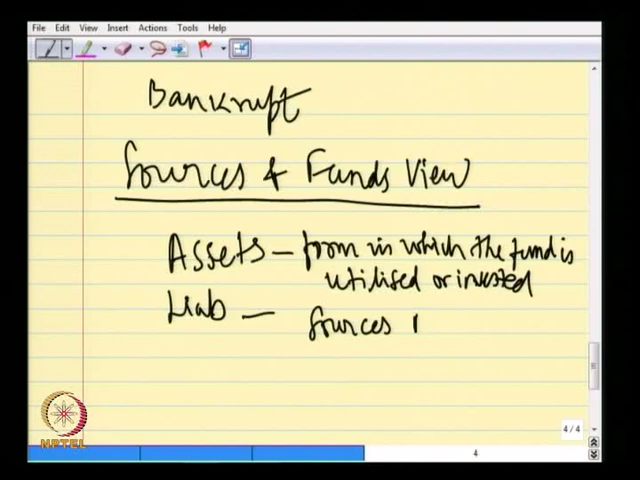 File Edit View Insert Actions Tools Help
Bankrupt
Sources & Funds View
Assets – form in which the fund is
utilised or invested
Liab – Sources
NPTEL
4/4
4